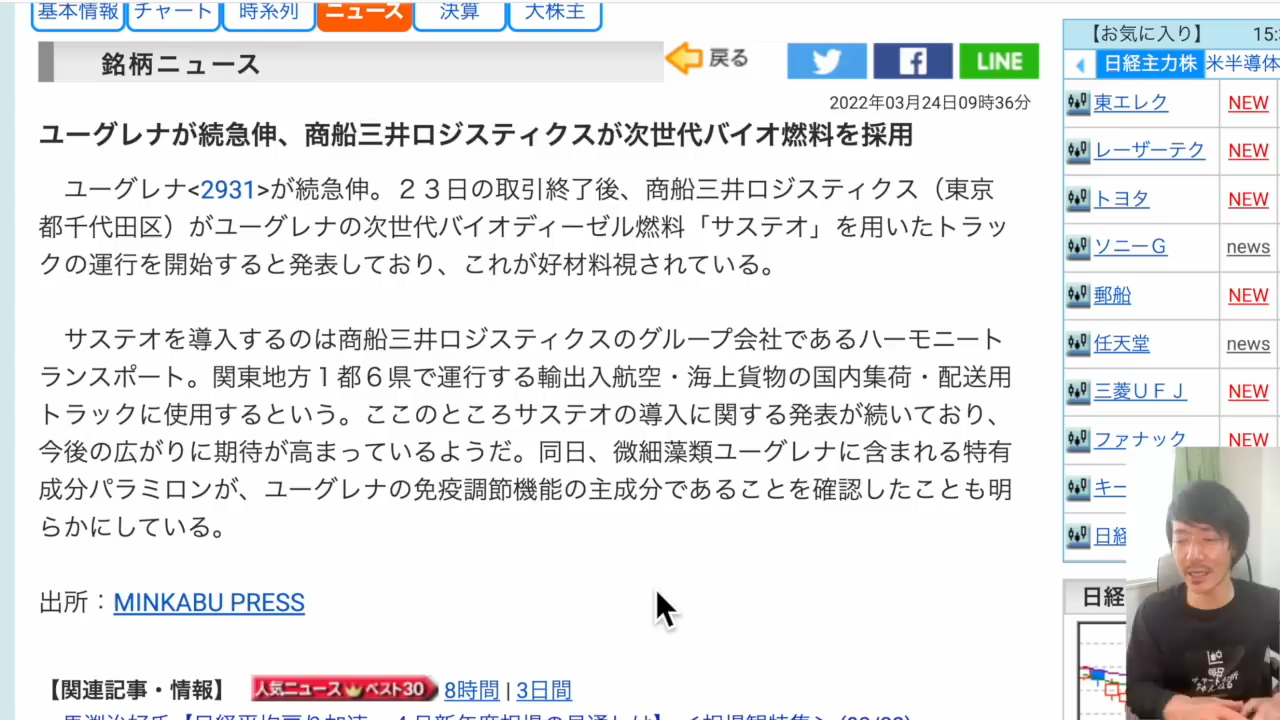 基本情報 チャート 時系列 ニュース 決算 大株主
銘柄ニュース
戻る
LINE
2022年03月24日09時36分
ユーグレナが続急伸、商船三井ロジスティクスが次世代バイオ燃料を採用
ユーグレナ<2931>が続急伸。２３日の取引終了後、商船三井ロジスティクス（東京
都千代田区）がユーグレナの次世代バイオディーゼル燃料「サステオ」を用いたトラッ
クの運行を開始すると発表しており、これが好材料視されている。
サステオを導入するのは商船三井ロジスティクスのグループ会社であるハーモニート
ランスポート。関東地方１都６県で運行する輸出入航空・海上貨物の国内集荷・配送用
トラックに使用するという。ここのところサステオの導入に関する発表が続いており、
今後の広がりに期待が高まっているようだ。同日、微細藻類ユーグレナに含まれる特有
成分パラミロンが、ユーグレナの免疫調節機能の主成分であることを確認したことも明
らかにしている。
出所：MINKABU PRESS
【関連記事・情報】 人気ニュース ベスト30 8時間 | 3日間
【お気に入り】 15:
日経主力株 米半導体
東エレク NEW
レーザーテク NEW
トヨタ NEW
ソニーＧ news
郵船 NEW
任天堂 news
三菱ＵＦＪ NEW
ファナック NEW
キー
日経
日経